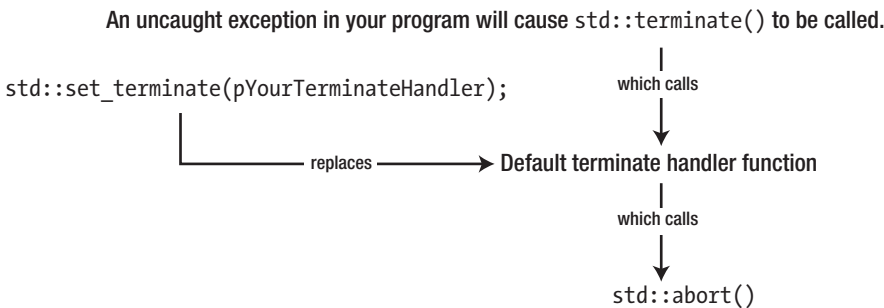 An uncaught exception in your program will cause std::terminate() to be called.
which calls
std::set_terminate(pYourTerminateHandler);
replaces
Default terminate handler function
which calls
std::abort()